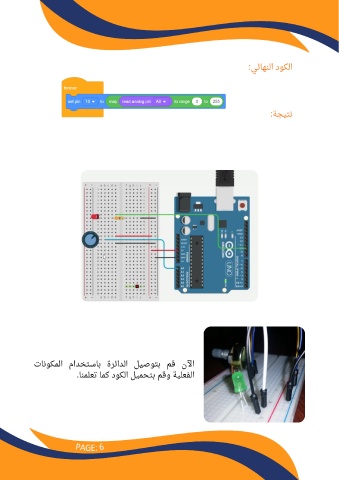 الكود النهائي:
forever
set pin 10 to map read analog pin A0 to range 0 to 255
نتيجة:
UNO
الآن قم بتوصيل الدائرة باستخدام المكونات
الفعلية وقم بتحميل الكود كما تعلمنا.
PAGE: 6